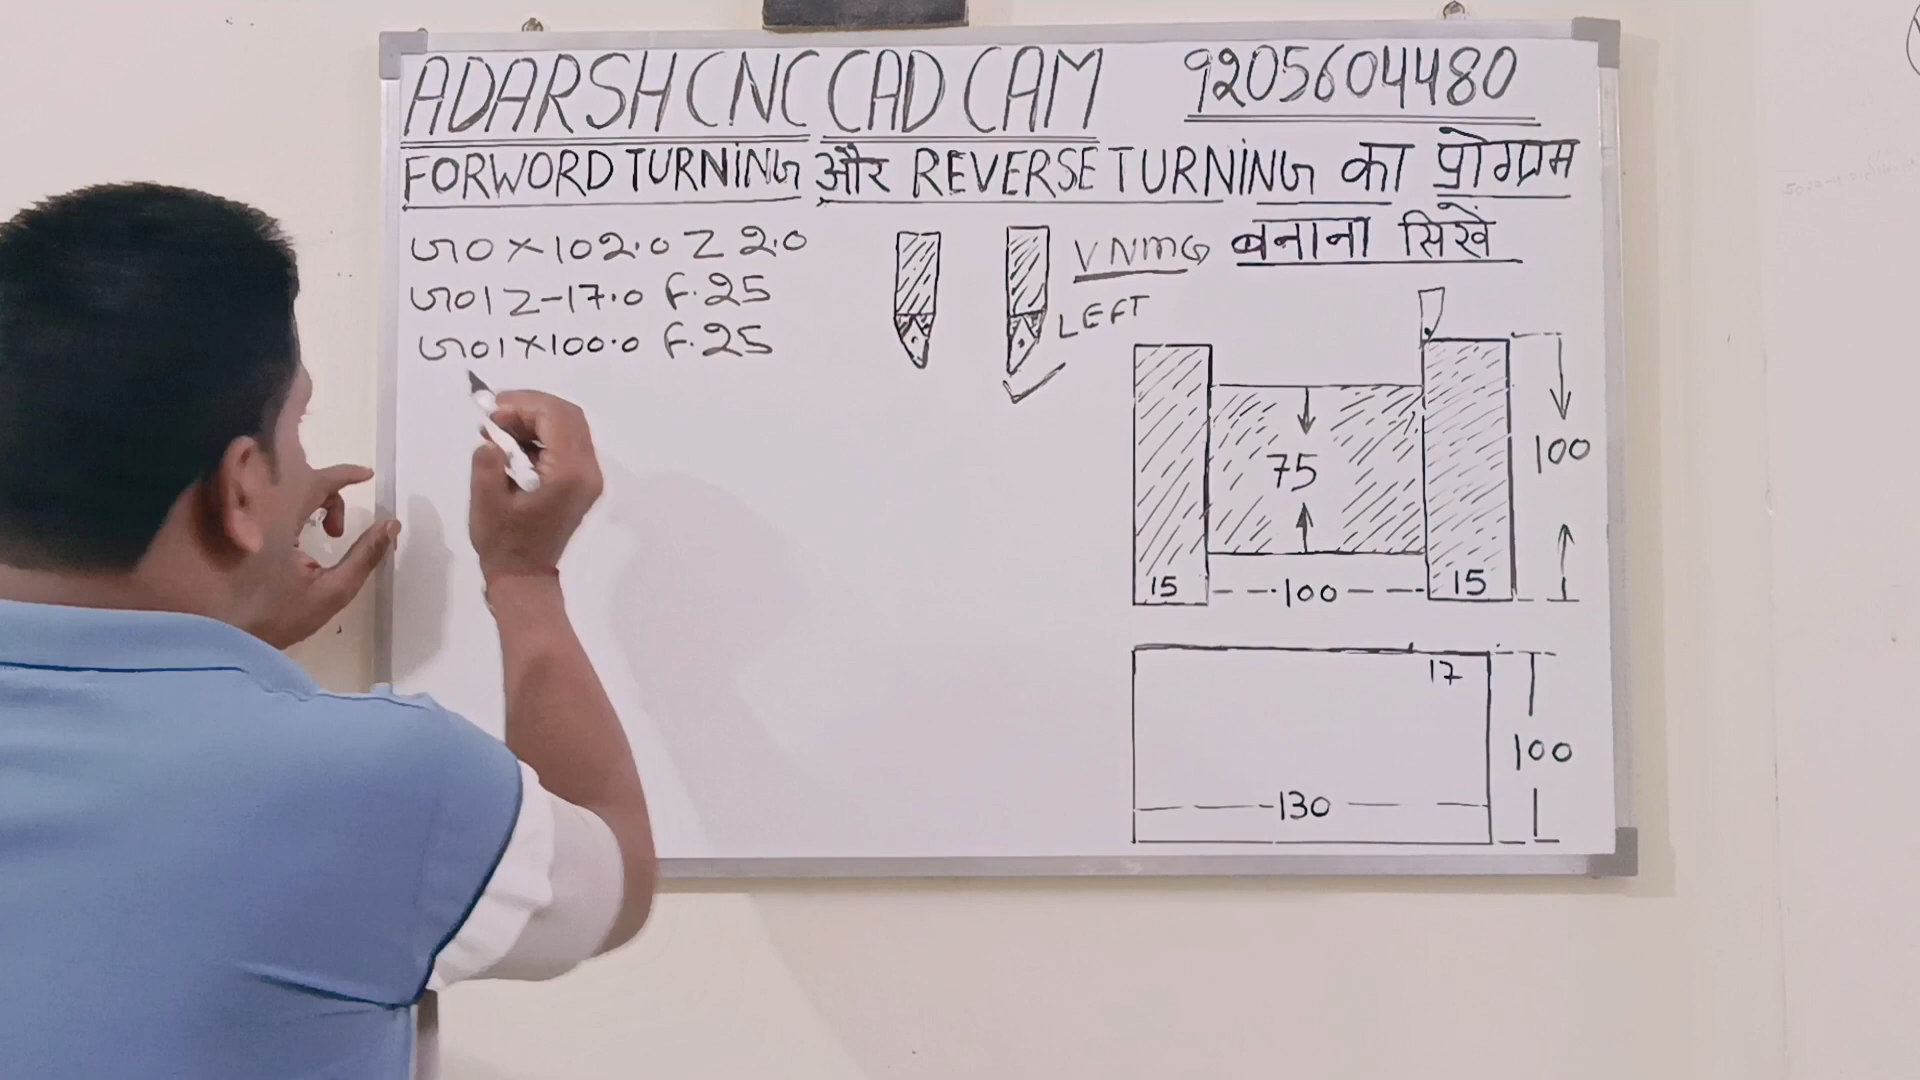 ADARSH CNC CAD CAM 9205604480
FORWORD TURNING और REVERSE TURNING का प्रोग्राम
बनाना सिखें
G0 X102.0 Z2.0
G01 Z-17.0 F.25
G01 X100.0 F.25
VNMG
LEFT
75
100
15
100
15
17
100
130